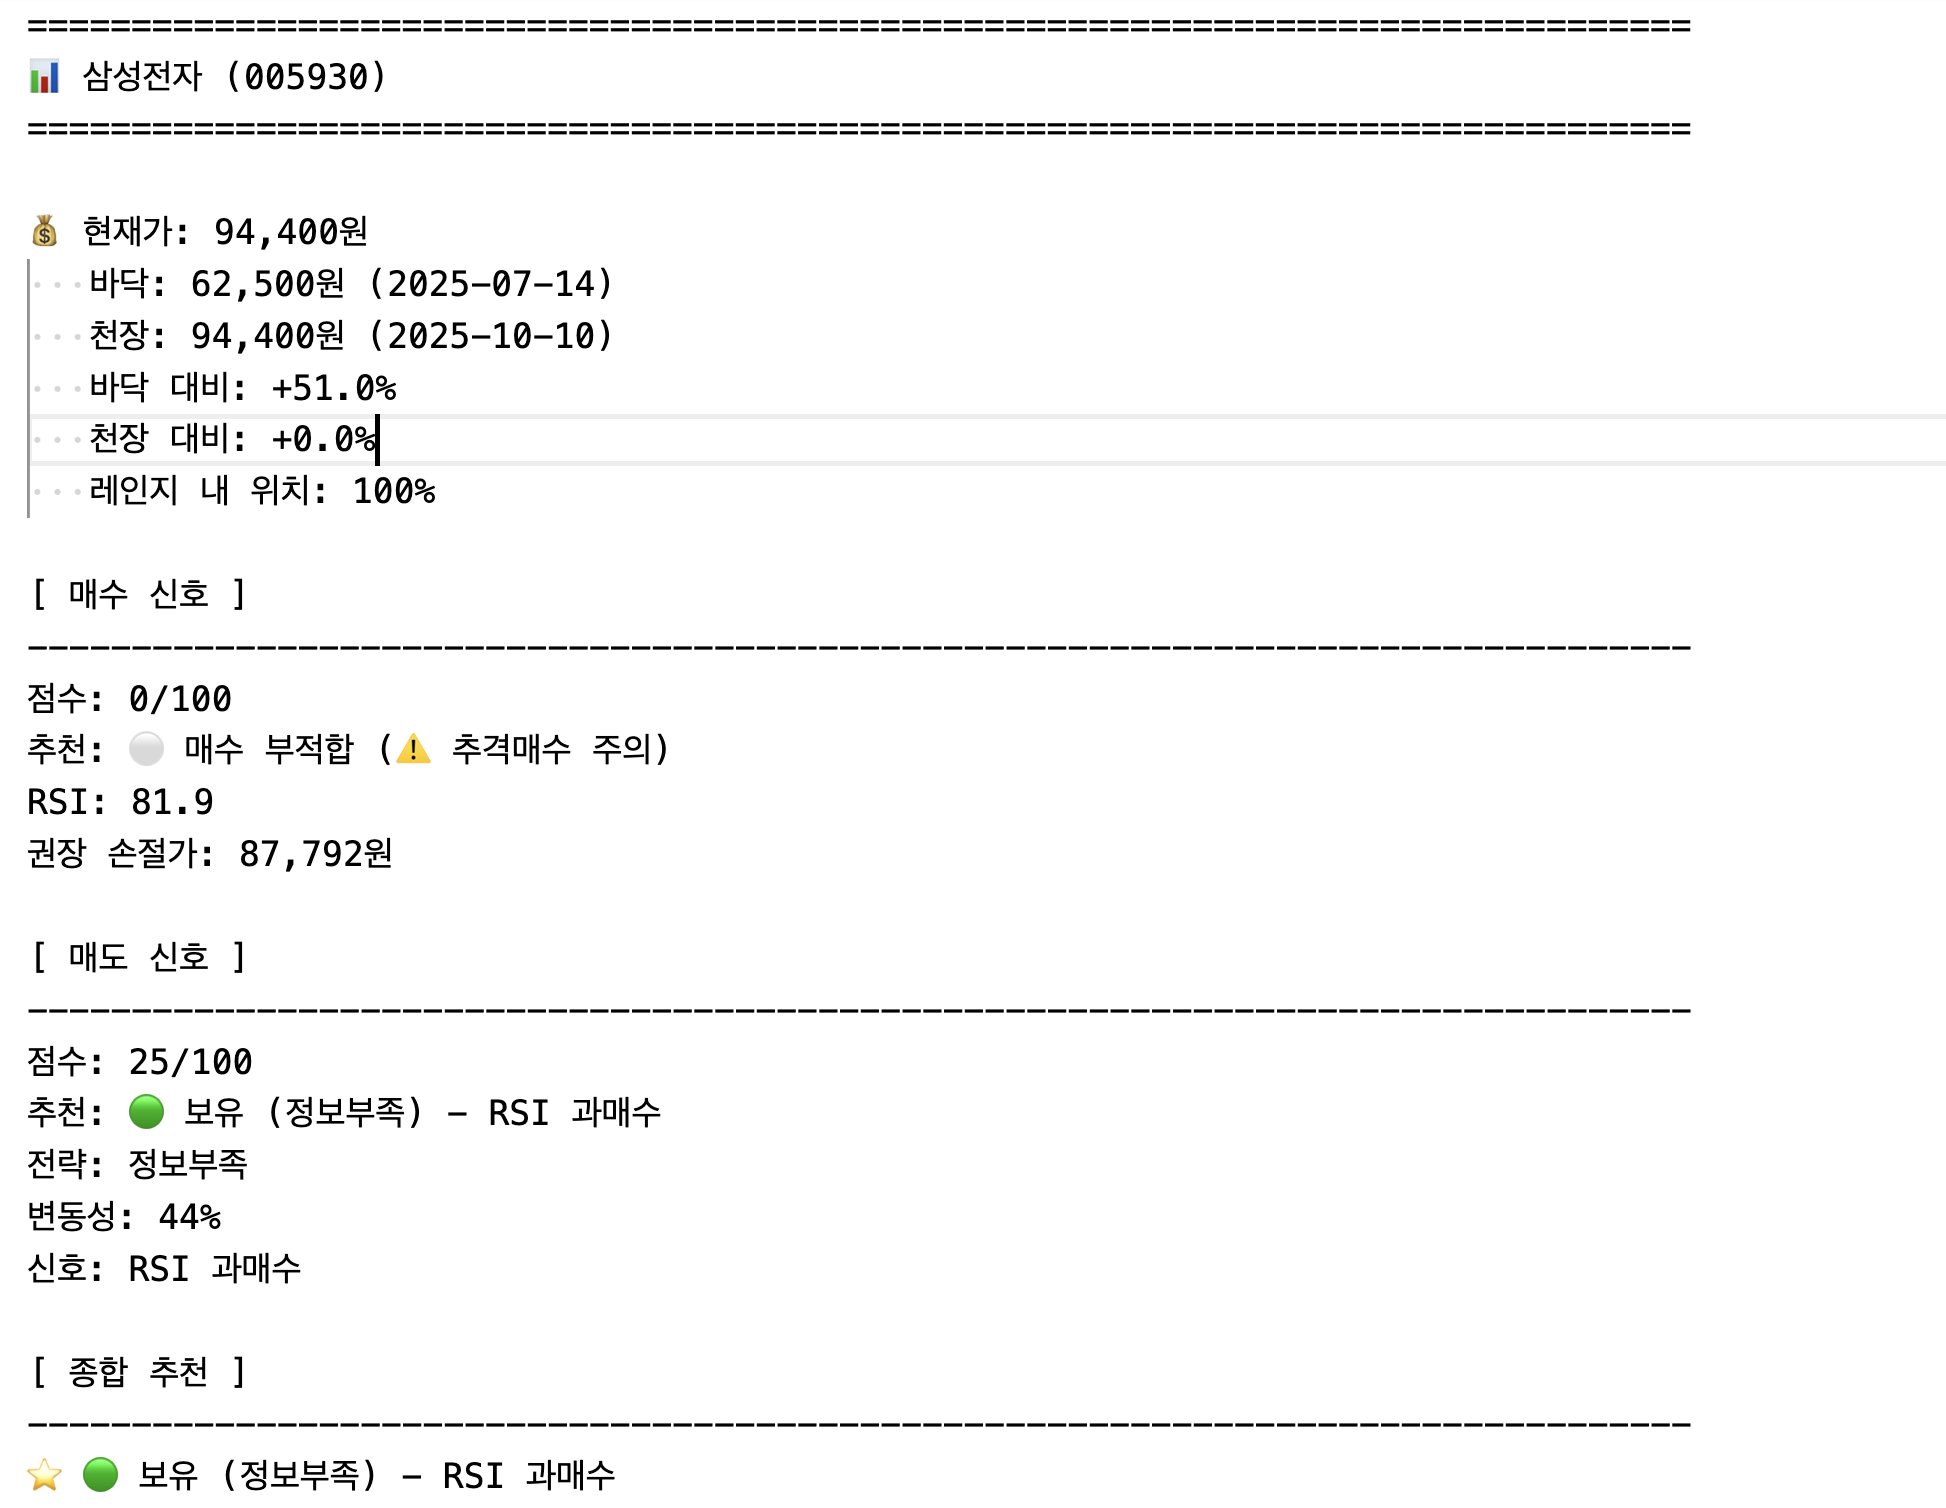 ================================================================================
📊 삼성전자 (005930)
================================================================================
💰 현재가: 94,400원
바닥: 62,500원 (2025-07-14)
천장: 94,400원 (2025-10-10)
바닥 대비: +51.0%
천장 대비: +0.0%
레인지 내 위치: 100%
[ 매수 신호 ]
--------------------------------------------------------------------------------
점수: 0/100
추천: ⚪ 매수 부적합 (⚠️ 추격매수 주의)
RSI: 81.9
권장 손절가: 87,792원
[ 매도 신호 ]
--------------------------------------------------------------------------------
점수: 25/100
추천: 🟢 보유 (정보부족) - RSI 과매수
전략: 정보부족
변동성: 44%
신호: RSI 과매수
[ 종합 추천 ]
--------------------------------------------------------------------------------
⭐ 🟢 보유 (정보부족) - RSI 과매수